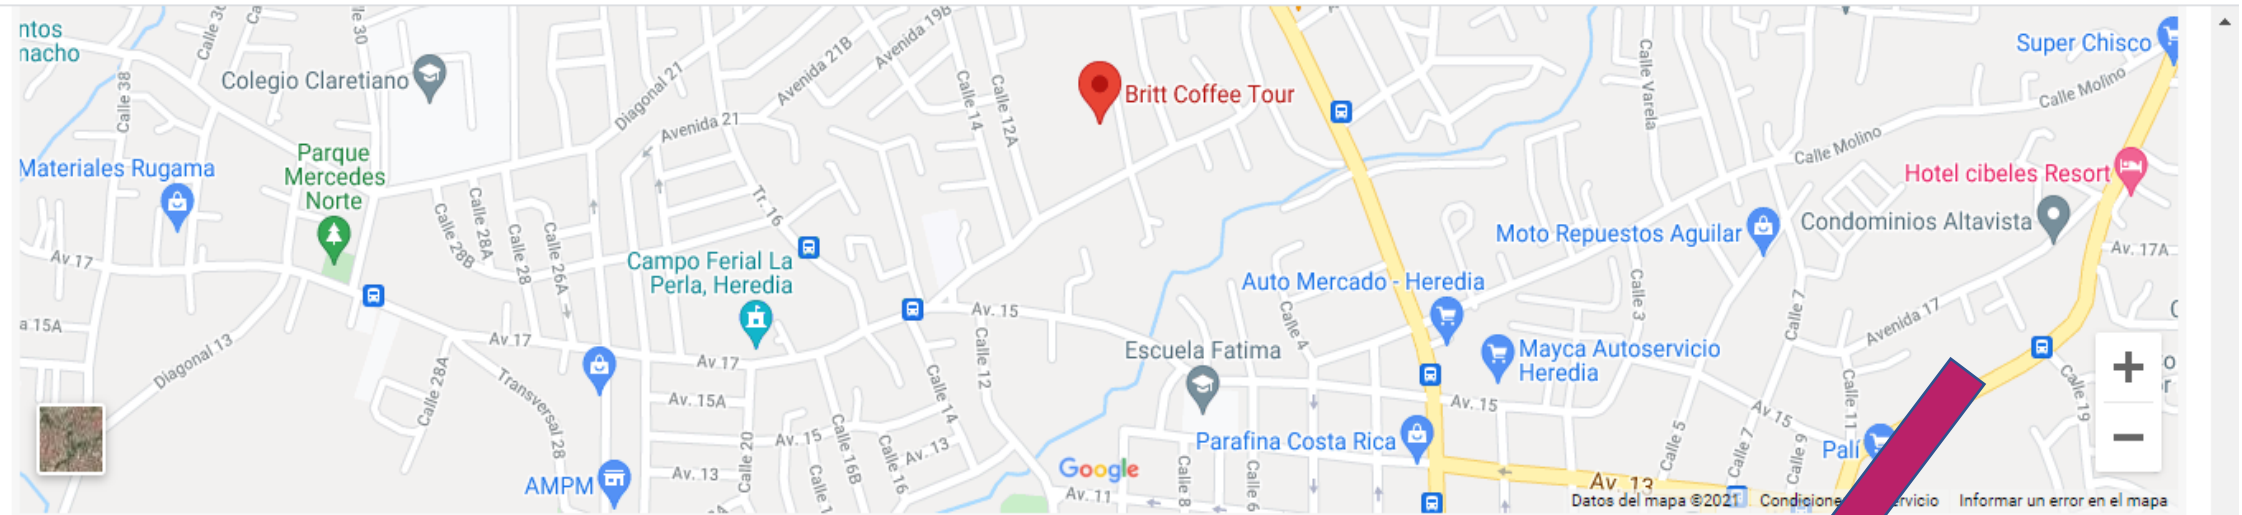 ntos
nacho
Calle 38
Colegio Claretiano
Diagonal 21
Avenida 21B
Avenida 19B
Avenida 21
Calle 14
Calle 12A
Britt Coffee Tour
Calle Varela
Super Chisco
Calle Molino
Calle Molino
Materiales Rugama
Parque
Mercedes
Norte
Hotel cibeles Resort
Condominios Altavista
Moto Repuestos Aguilar
Calle 28B
Calle 28A
Calle 28
Calle 26A
Tr. 16
Campo Ferial La
Perla, Heredia
Av 17
Av. 17A
Auto Mercado - Heredia
Calle 3
Calle 4
Calle 7
Avenida 17
a 15A
Diagonal 13
Av 17
Av 17
Av. 15
Calle 12
Escuela Fatima
Mayca Autoservicio
Heredia
Calle 28A
Transversal 28
Av. 15A
Calle 14
Av. 15
Av 15
Calle 11
Calle 19
Av. 15
Av. 13
Calle 20
Calle 16B
Calle 16
Av. 13
Parafina Costa Rica
Calle 5
Calle 7
Calle 9
Palí
AMPM
Google
Av. 11
Calle 8
Calle 6
Av. 13
Datos del mapa ©2021
Informar un error en el mapa